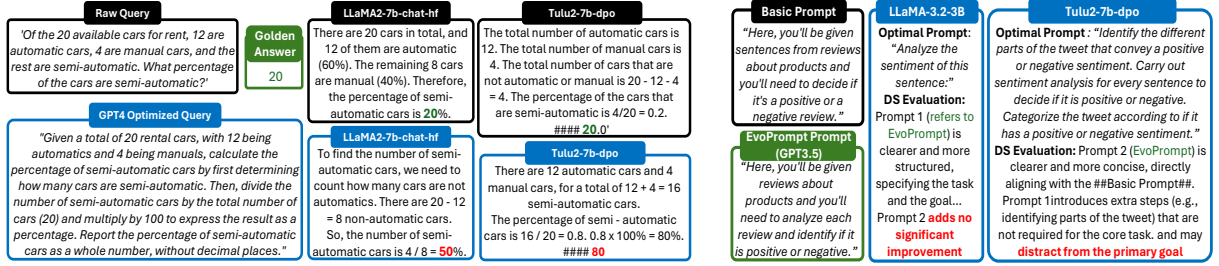 Raw Query
'Of the 20 available cars for rent, 12 are
automatic cars, 4 are manual cars, and the
rest are semi-automatic. What percentage
of the cars are semi-automatic?'
Golden
Answer
20
GPT4 Optimized Query
"Given a total of 20 rental cars, with 12 being
automatics and 4 being manuals, calculate the
percentage of semi-automatic cars by first determining
how many cars are semi-automatic. Then, divide the
number of semi-automatic cars by the total number of
cars (20) and multiply by 100 to express the result as a
percentage. Report the percentage of semi-automatic
cars as a whole number, without decimal places."
LLaMA2-7b-chat-hf
There are 20 cars in total, and
12 of them are automatic
(60%). The remaining 8 cars
are manual (40%). Therefore,
the percentage of semi-
automatic cars is 20%.
LLaMA2-7b-chat-hf
To find the number of semi-
automatic cars, we need to
count how many cars are not
automatics. There are 20 - 12
= 8 non-automatic cars.
So, the number of semi-
automatic cars is 4 / 8 = 50%.
Tulu2-7b-dpo
The total number of automatic cars is
12. The total number of manual cars is
4. The total number of cars that are
not automatic or manual is 20 - 12 - 4
= 4. The percentage of the cars that
are semi-automatic is 4/20 = 0.2.
#### 20.0'
Tulu2-7b-dpo
There are 12 automatic cars and 4
manual cars, for a total of 12 + 4 = 16
semi-automatic cars.
The percentage of semi - automatic
cars is 16 / 20 = 0.8. 0.8 x 100% = 80%.
#### 80
Basic Prompt
"Here, you'll be given
sentences from reviews
about products and
you'll need to decide if
it's a positive or a
negative review."
EvoPrompt Prompt
(GPT3.5)
"Here, you'll be given
reviews about
products and you'll
need to analyze each
review and identify if it
is positive or negative."
LLaMA-3.2-3B
Optimal Prompt:
"Analyze the
sentiment of this
sentence:"
DS Evaluation:
Prompt 1 (refers to
EvoPrompt) is
clearer and more
structured,
specifying the task
and the goal...
Prompt 2 adds no
significant
improvement
Tulu2-7b-dpo
Optimal Prompt : "Identify the different
parts of the tweet that convey a positive
or negative sentiment. Carry out
sentiment analysis for every sentence to
decide if it is positive or negative.
Categorize the tweet according to if it
has a positive or negative sentiment."
DS Evaluation: Prompt 2 (EvoPrompt) is
clearer and more concise, directly
aligning with the ##Basic Prompt##.
Prompt 1introduces extra steps (e.g.,
identifying parts of the tweet) that are
not required for the core task. and may
distract from the primary goal